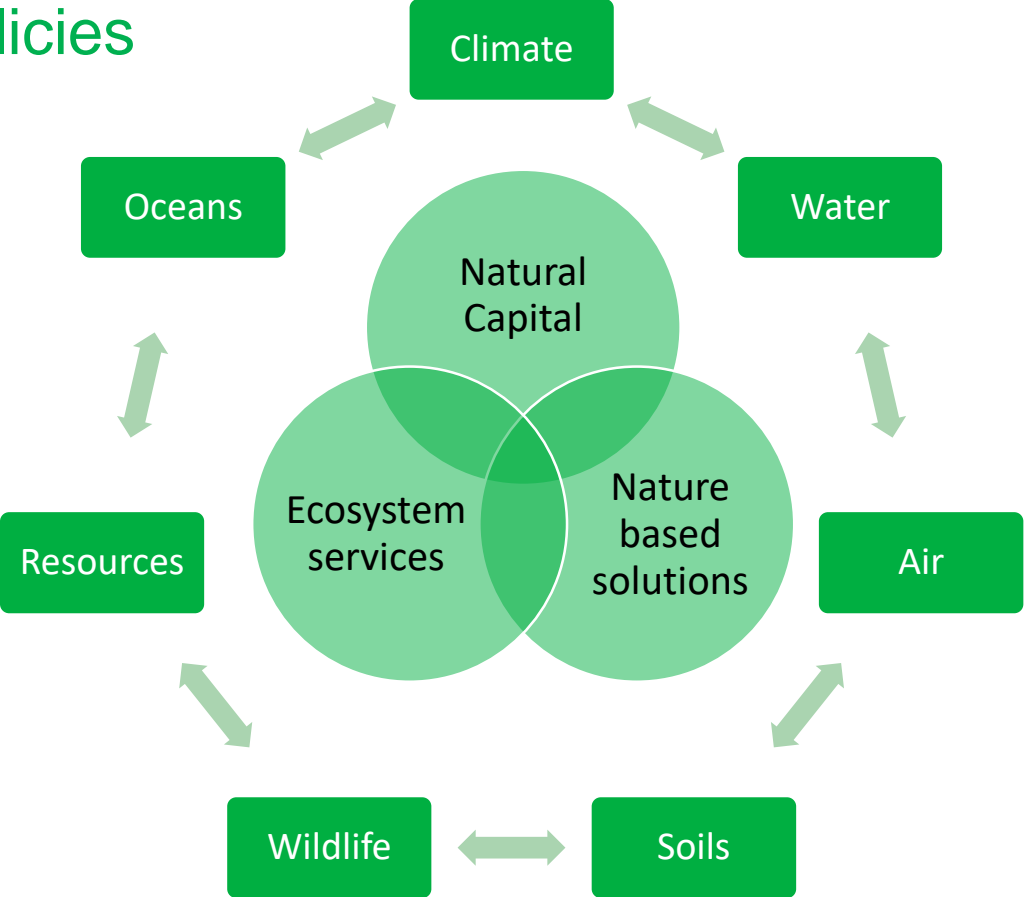 licies
Climate
Oceans
Water
Natural
Capital
Ecosystem
services
Nature
based
solutions
Resources
Air
Wildlife
Soils